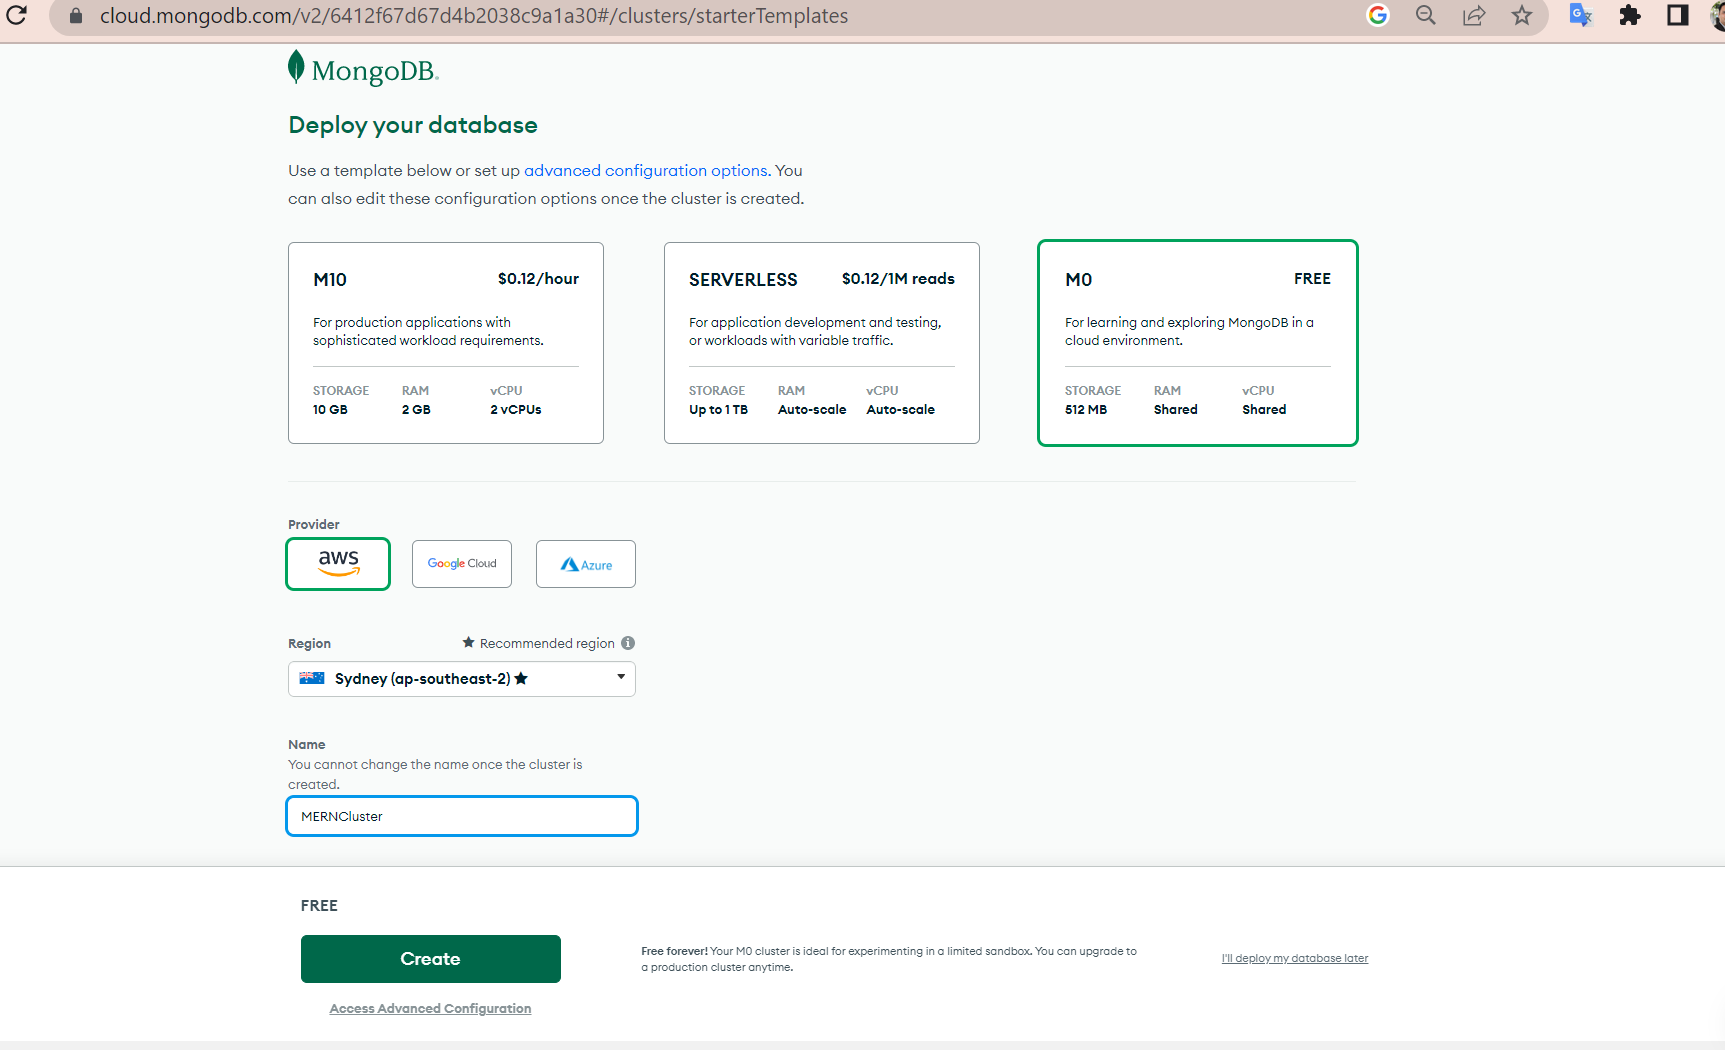 cloud.mongodb.com/v2/6412f67d67d4b2038c9a1a30#/clusters/starterTemplates
MongoDB.
Deploy your database
Use a template below or set up advanced configuration options. You
can also edit these configuration options once the cluster is created.
M10 $0.12/hour
For production applications with
sophisticated workload requirements.
STORAGE RAM vCPU
10 GB 2 GB 2 vCPUs
SERVERLESS $0.12/1M reads
For application development and testing,
or workloads with variable traffic.
STORAGE RAM vCPU
Up to 1 TB Auto-scale Auto-scale
M0 FREE
For learning and exploring MongoDB in a
cloud environment.
STORAGE RAM vCPU
512 MB Shared Shared
Provider
aws
Google Cloud
Azure
Region ★ Recommended region
Sydney (ap-southeast-2) ★
Name
You cannot change the name once the cluster is
created.
MERNCluster
FREE
Create
Access Advanced Configuration
Free forever! Your M0 cluster is ideal for experimenting in a limited sandbox. You can upgrade to
a production cluster anytime.
I'll deploy my database later